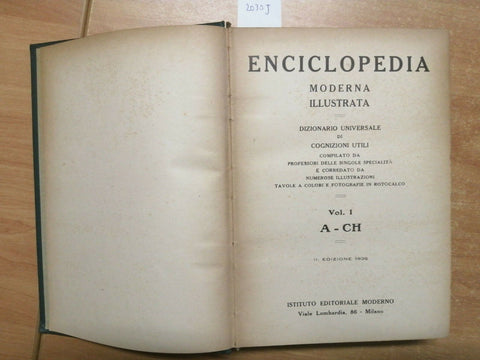 2030 J
ENCICLOPEDIA
MODERNA
ILLUSTRATA
DIZIONARIO UNIVERSALE
DI
COGNIZIONI UTILI
COMPILATO DA
PROFESSORI DELLE SINGOLE SPECIALITÀ
E CORREDATO DA
NUMEROSE ILLUSTRAZIONI
TAVOLE A COLORI E FOTOGRAFIE IN ROTOCALCO
Vol. I
A - CH
II. EDIZIONE
ISTITUTO EDITORIALE MODERNO
Viale Lombardia, 86 - Milano